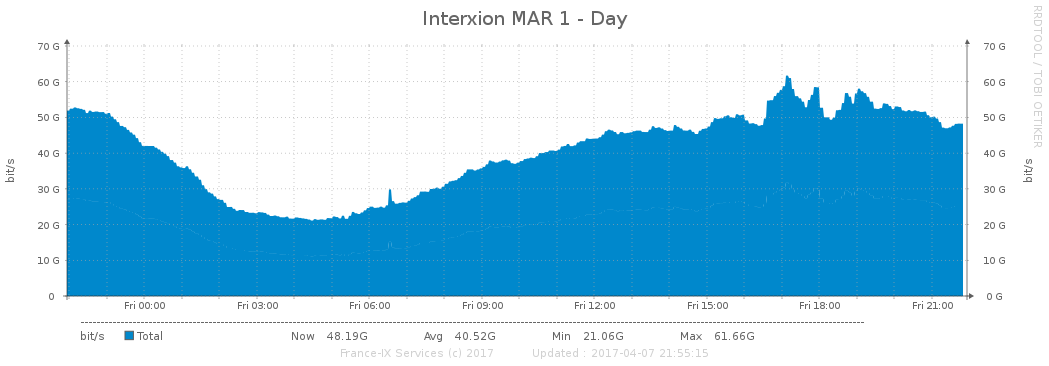 Interxion MAR 1 - Day
RRDTOOL / TOBI OETIKER
70 G 70 G
60 G 60 G
50 G 50 G
40 G 40 G
30 G 30 G
20 G 20 G
10 G 10 G
0 0 G
bit/s
bit/s
Fri 00:00 Fri 03:00 Fri 06:00 Fri 09:00 Fri 12:00 Fri 15:00 Fri 18:00 Fri 21:00
bit/s Total Now 48.19G Avg 40.52G Min 21.06G Max 61.66G
France-IX Services (c) 2017 Updated : 2017-04-07 21:55:15